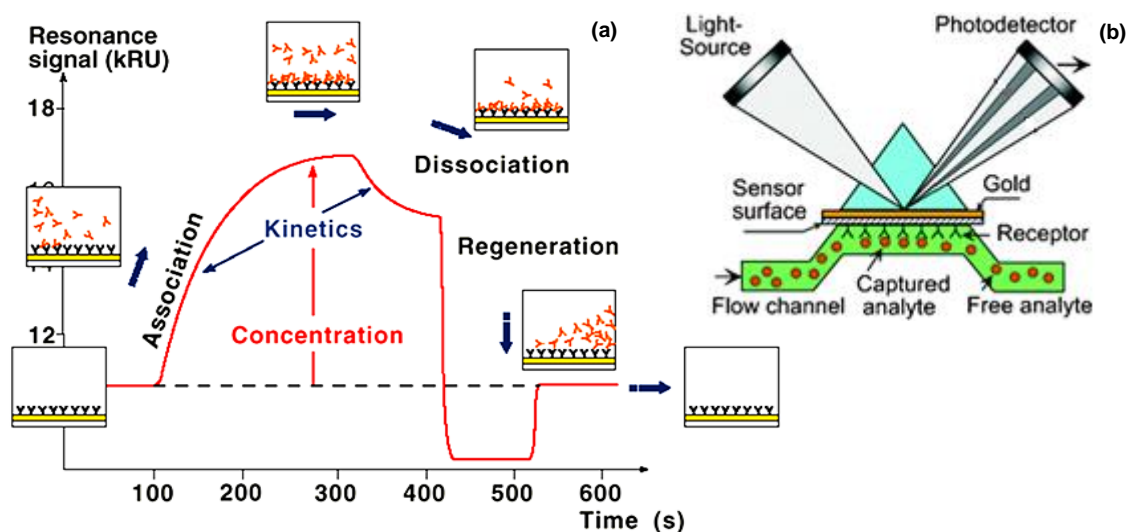 Resonance
signal (kRU)
18
12
100
200
300
400
500
600
Time (s)
Association
Kinetics
Concentration
Dissociation
Regeneration
(a)
Light-
Source
Photodetector
(b)
Sensor
surface
Gold
Receptor
Flow channel
Captured
analyte
Free analyte